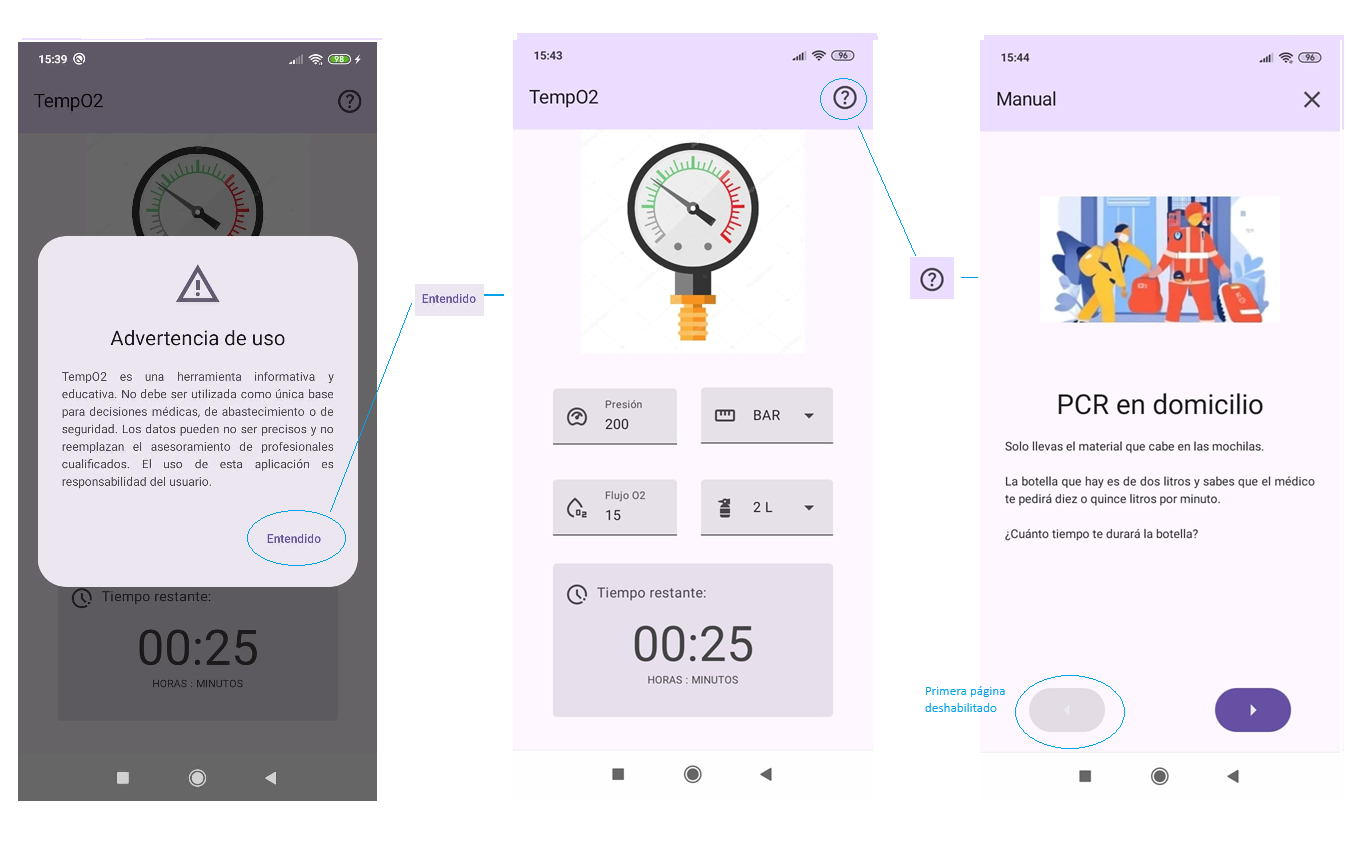 15:39
98
TempO2
Advertencia de uso
TempO2 es una herramienta informativa y
educativa. No debe ser utilizada como única base
para decisiones médicas, de abastecimiento o de
seguridad. Los datos pueden no ser precisos y no
reemplazan el asesoramiento de profesionales
cualificados. El uso de esta aplicación es
responsabilidad del usuario.
Entendido
Tiempo restante:
00:25
HORAS : MINUTOS
Entendido
15:43
96
TempO2
Presión
200
BAR
Flujo O2
15
2 L
Tiempo restante:
00:25
HORAS : MINUTOS
15:44
96
Manual
PCR en domicilio
Solo llevas el material que cabe en las mochilas.
La botella que hay es de dos litros y sabes que el médico
te pedirá diez o quince litros por minuto.
¿Cuánto tiempo te durará la botella?
Primera página
deshabilitado